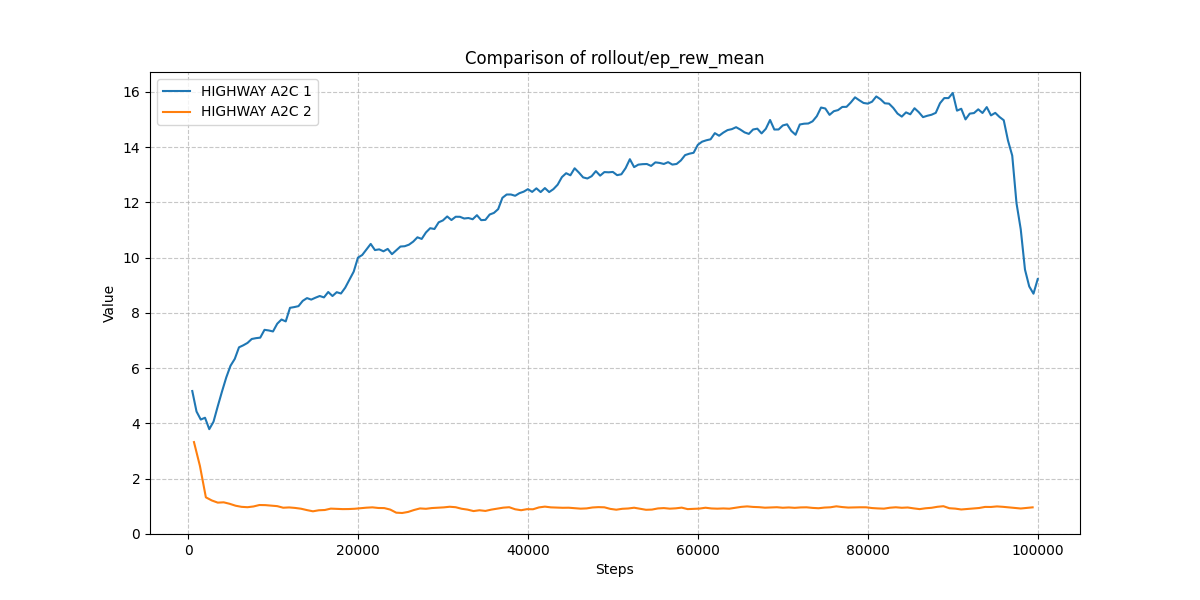 Comparison of rollout/ep_rew_mean
HIGHWAY A2C 1
HIGHWAY A2C 2
Value
16
14
12
10
8
6
4
2
0
0 20000 40000 60000 80000 100000
Steps